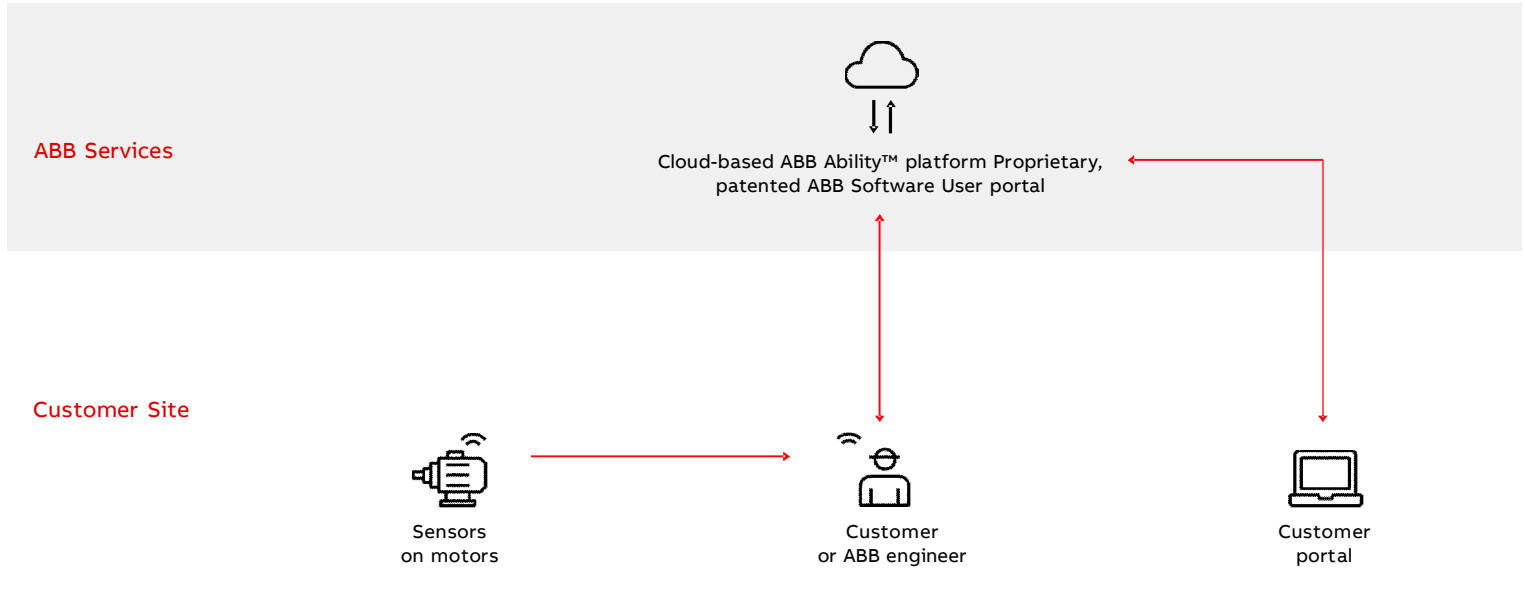 ABB Services
Cloud-based ABB Ability™ platform Proprietary,
patented ABB Software User portal
Customer Site
Sensors
on motors
Customer
or ABB engineer
Customer
portal